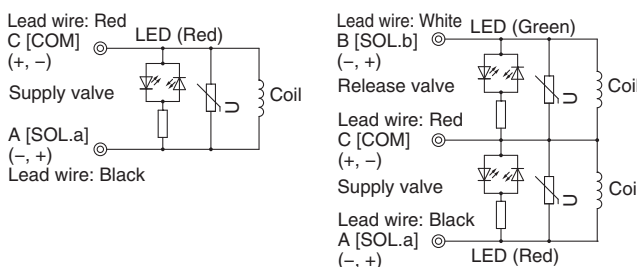 Lead wire: Red
C [COM]
(+, −)
LED (Red)
Supply valve
Coil
U
A [SOL.a]
(−, +)
Lead wire: Black
Lead wire: White
B [SOL.b]
(−, +)
LED (Green)
Release valve
Coil
U
Lead wire: Red
C [COM]
(+, −)
Supply valve
Coi
U
Lead wire: Black
A [SOL.a]
(−, +)
LED (Red)